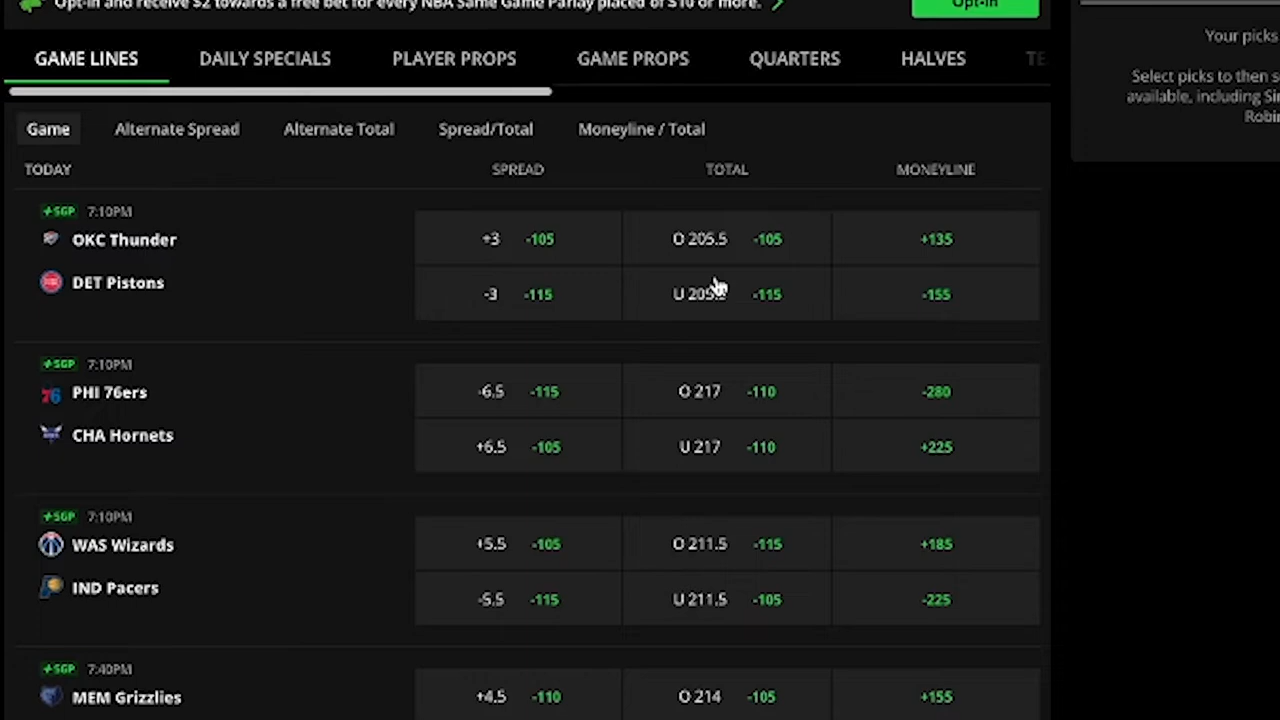 Opt-in and receive $2 towards a free bet for every NBA Same Game Parlay placed of $10 or more. Opt-In
Your picks
GAME LINES DAILY SPECIALS PLAYER PROPS GAME PROPS QUARTERS HALVES TE
Select picks to then s
available, including Si
Robi
Game Alternate Spread Alternate Total Spread/Total Moneyline / Total
TODAY SPREAD TOTAL MONEYLINE
+SGP 7:10PM
OKC Thunder +3 -105 O 205.5 -105 +135
DET Pistons -3 -115 U 205.5 -115 -155
+SGP 7:10PM
76 PHI 76ers -6.5 -115 O 217 -110 -280
CHA Hornets +6.5 -105 U 217 -110 +225
+SGP 7:10PM
WAS Wizards +5.5 -105 O 211.5 -115 +185
IND Pacers -5.5 -115 U 211.5 -105 -225
+SGP 7:40PM
MEM Grizzlies +4.5 -110 O 214 -105 +155